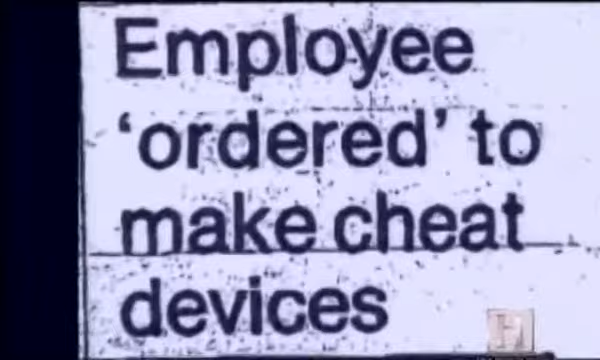 Employee
‘ordered’ to
make cheat
devices
H